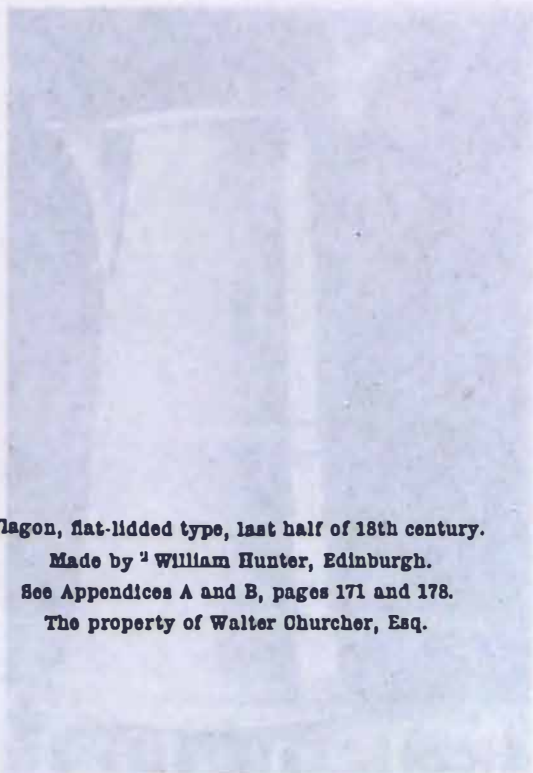 lagon, flat-lidded type, last half of 18th century.
Made by " William Hunter, Edinburgh.
See Appendices A and B, pages 171 and 178.
The property of Walter Churcher, Esq.